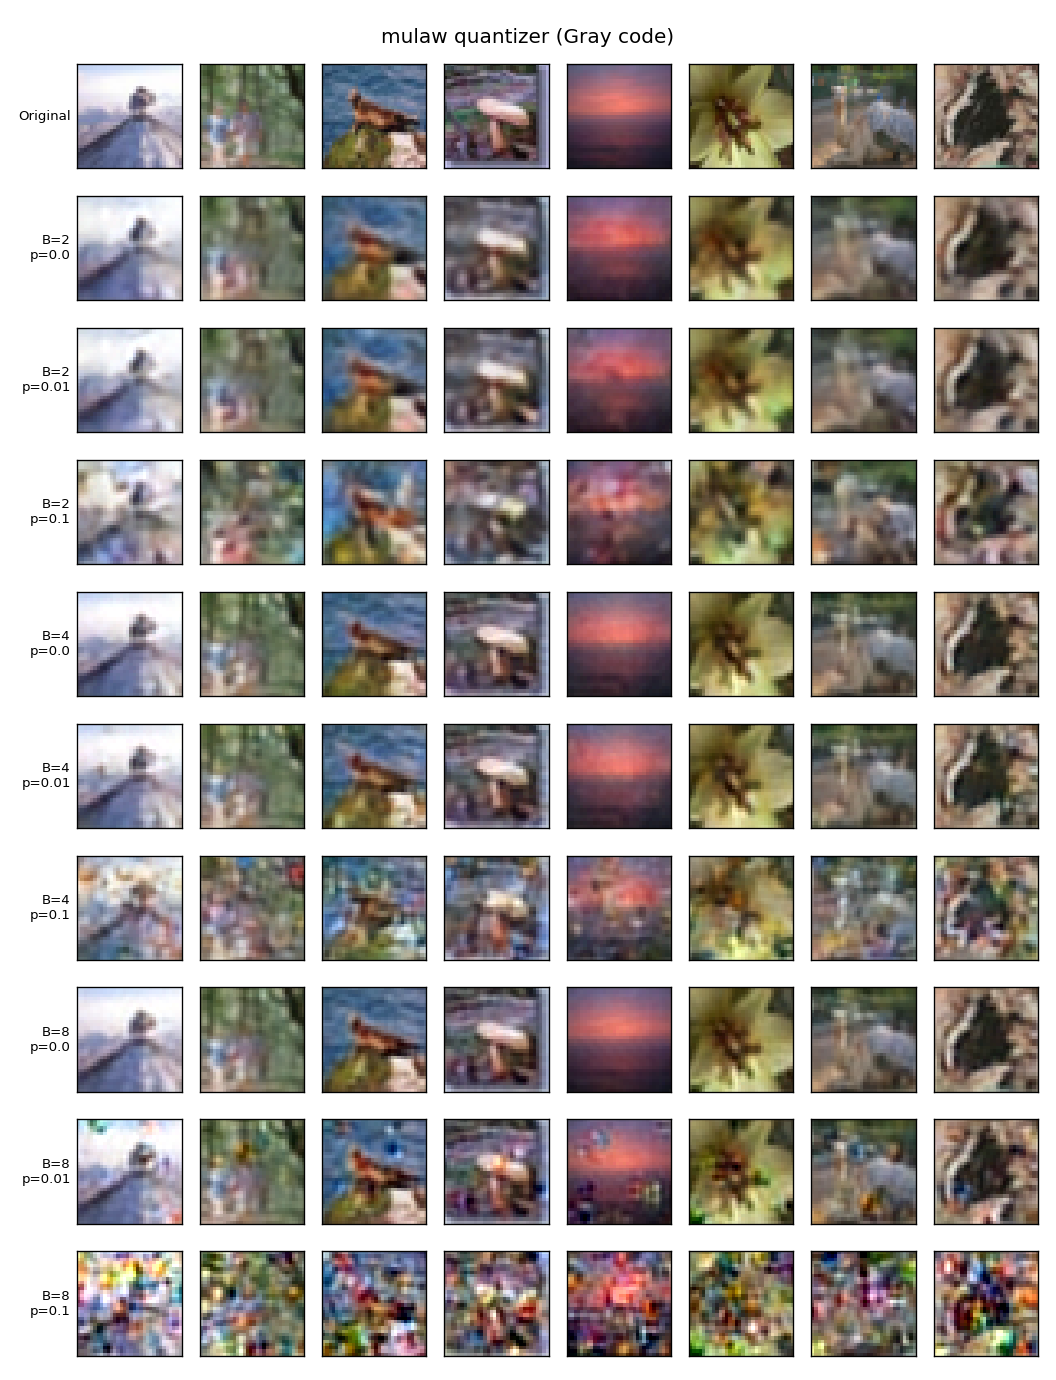 mulaw quantizer (Gray code)
Original
B=2
p=0.0
B=2
p=0.01
B=2
p=0.1
B=4
p=0.0
B=4
p=0.01
B=4
p=0.1
B=8
p=0.0
B=8
p=0.01
B=8
p=0.1